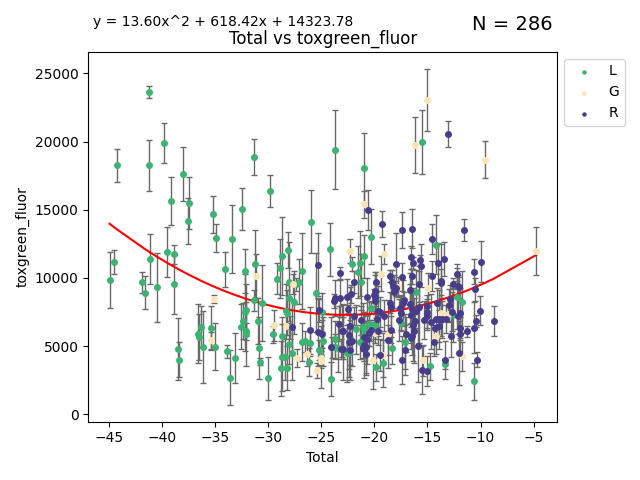 y = 13.60x^2 + 618.42x + 14323.78
N = 286
Total vs toxgreen_fluor
25000
20000
15000
10000
5000
0
toxgreen_fluor
−45
−40
−35
−30
−25
−20
−15
−10
−5
Total
L
G
R